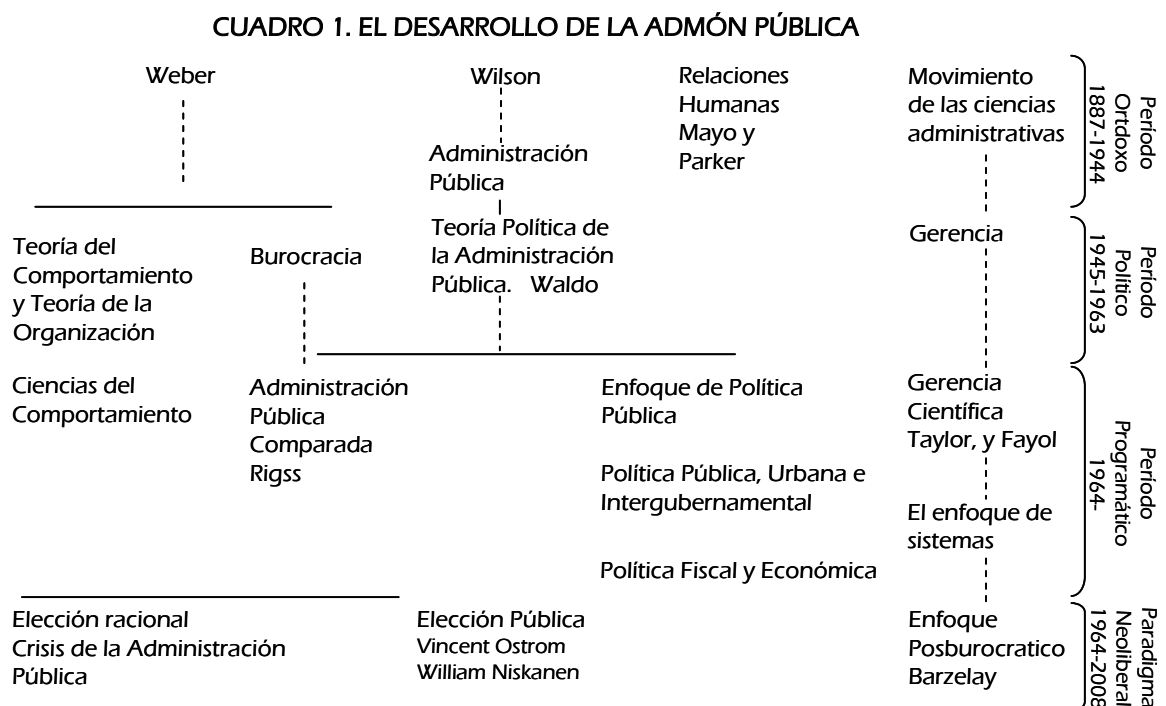 CUADRO 1. EL DESARROLLO DE LA ADMÓN PÚBLICA
Weber
Wilson
Relaciones
Humanas
Mayo y
Parker
Movimiento
de las ciencias
administrativas
Período
Ortdoxo
1887-1944
Administración
Pública
Teoría del
Comportamiento
y Teoría de la
Organización
Burocracia
Teoría Política de
la Administración
Pública. Waldo
Gerencia
Período
Político
1945-1963
Ciencias del
Comportamiento
Administración
Pública
Comparada
Rigss
Enfoque de Política
Pública
Política Pública, Urbana e
Intergubernamental
Política Fiscal y Económica
Gerencia
Científica
Taylor, y Fayol
El enfoque de
sistemas
Período
Programático
1964-
Elección racional
Crisis de la Administración
Pública
Elección Pública
Vincent Ostrom
William Niskanen
Enfoque
Posburocratico
Barzelay
Paradigma
Neoliberal
1964-2008